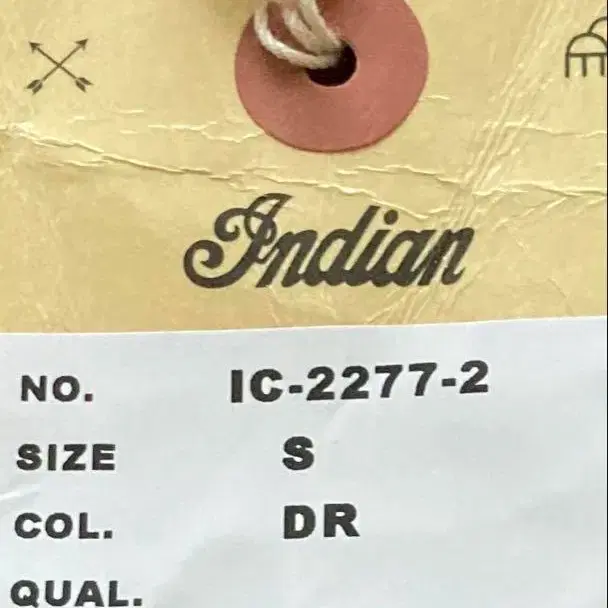 Indian
NO. IC-2277-2
SIZE S
COL. DR
QUAL.